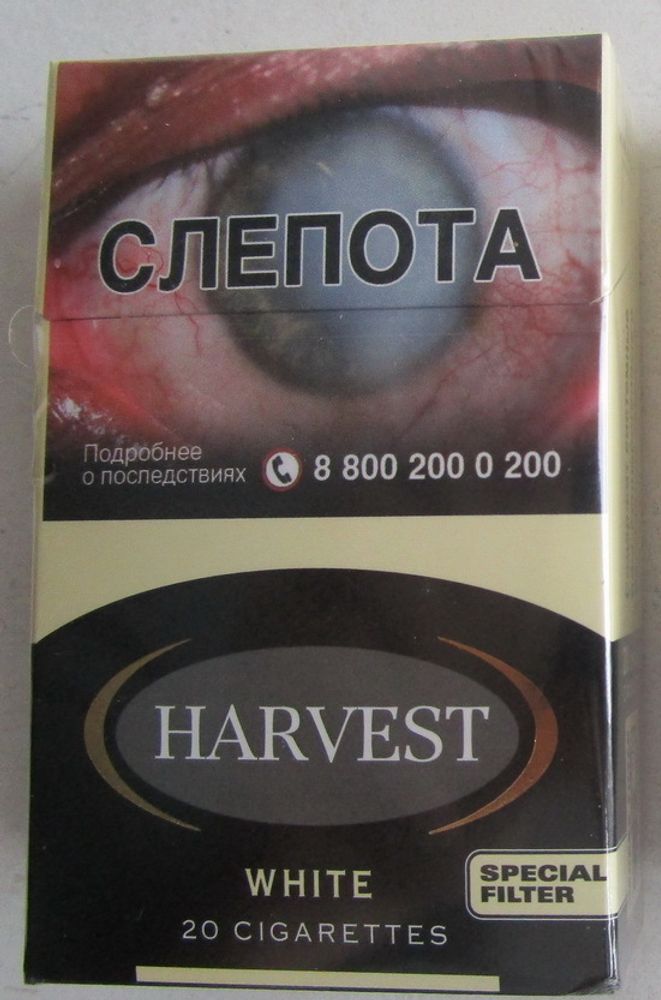 СЛЕПОТА
Подробнее
о последствиях
8 800 200 0 200
HARVEST
WHITE
20 CIGARETTES
SPECIAL
FILTER